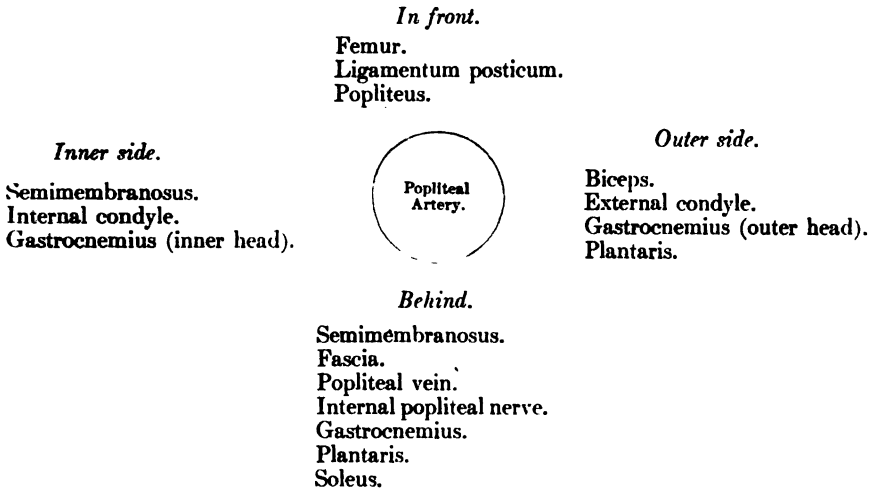 In front.
Femur.
Ligamentum posticum.
Popliteus.
Inner side.
Semimembranosus.
Internal condyle.
Gastrocnemius (inner head).
Popliteal
Artery.
Outer side.
Biceps.
External condyle.
Gastrocnemius (outer head).
Plantaris.
Behind.
Semimembranosus.
Fascia.
Popliteal vein.
Internal popliteal nerve.
Gastrocnemius.
Plantaris.
Soleus.